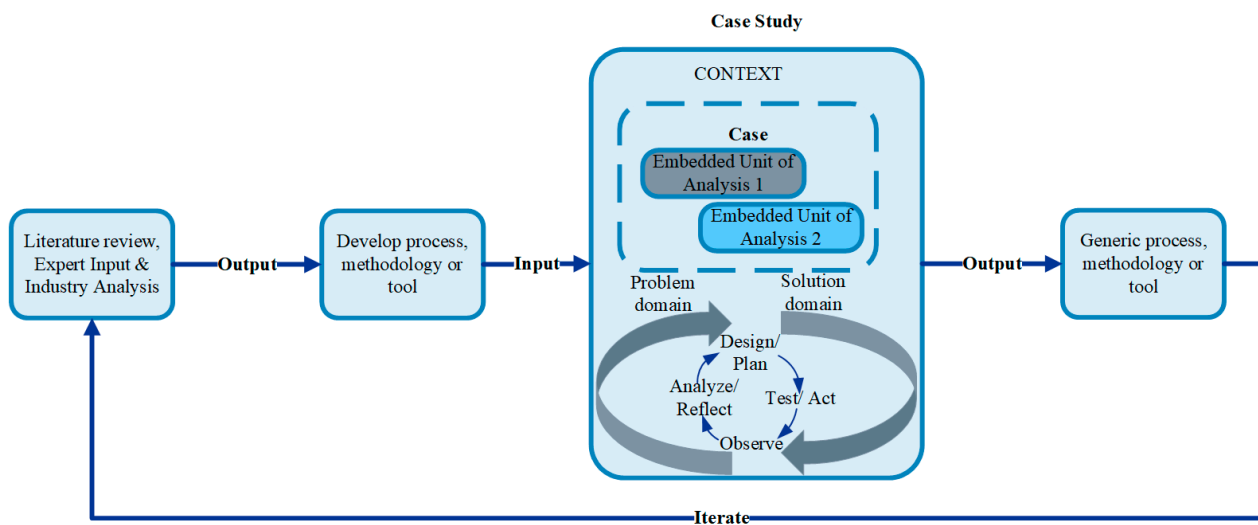 Case Study
CONTEXT
Case
Embedded Unit of
Analysis 1
Embedded Unit of
Analysis 2
Literature review,
Expert Input &
Industry Analysis
Output
Develop process,
methodology or
tool
Input
Output
Generic process,
methodology or
tool
Problem
domain
Solution
domain
Design/
Plan
Analyze/
Reflect
Test/ Act
Observe
Iterate